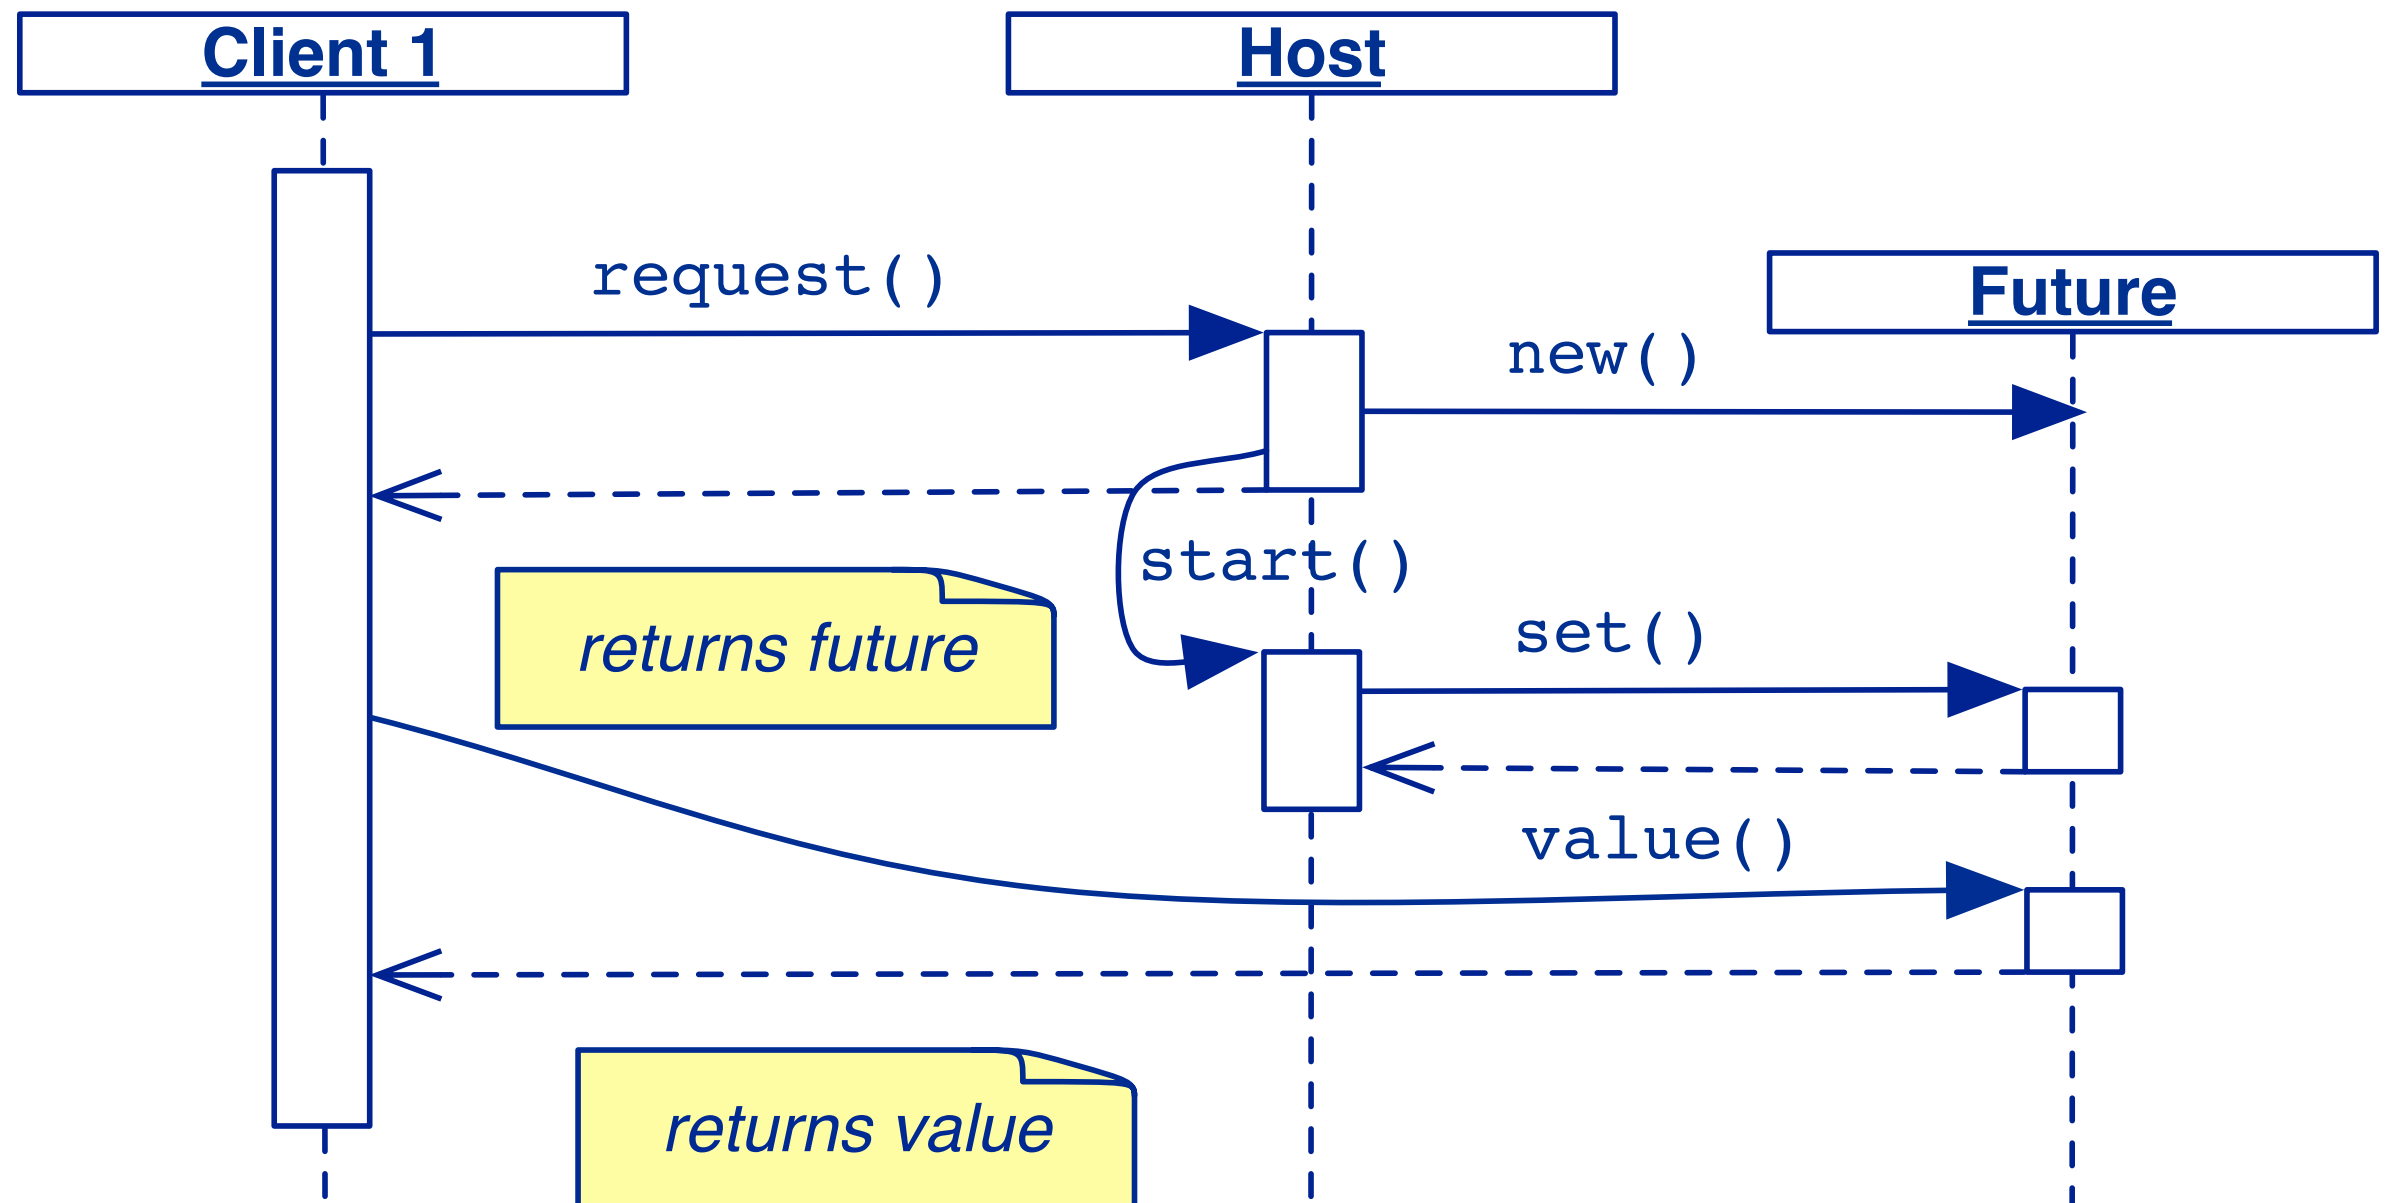 Client 1
Host
Future
request()
new()
start()
returns future
set()
value()
returns value